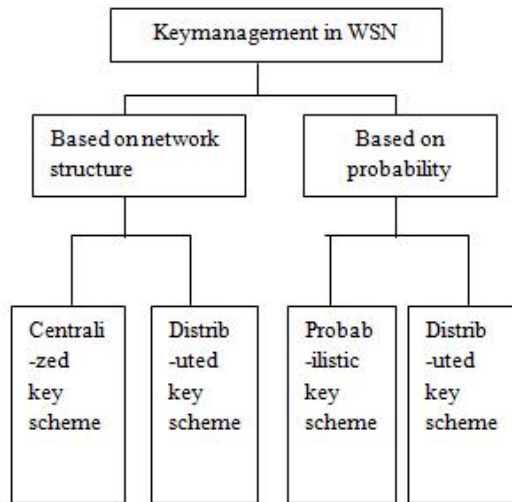 Keymanagement in WSN
Based on network
structure
Based on
probability
Centrali
-zed
key
scheme
Distrib
-uted
key
scheme
Probab
-ilistic
key
scheme
Distrib
-uted
key
scheme